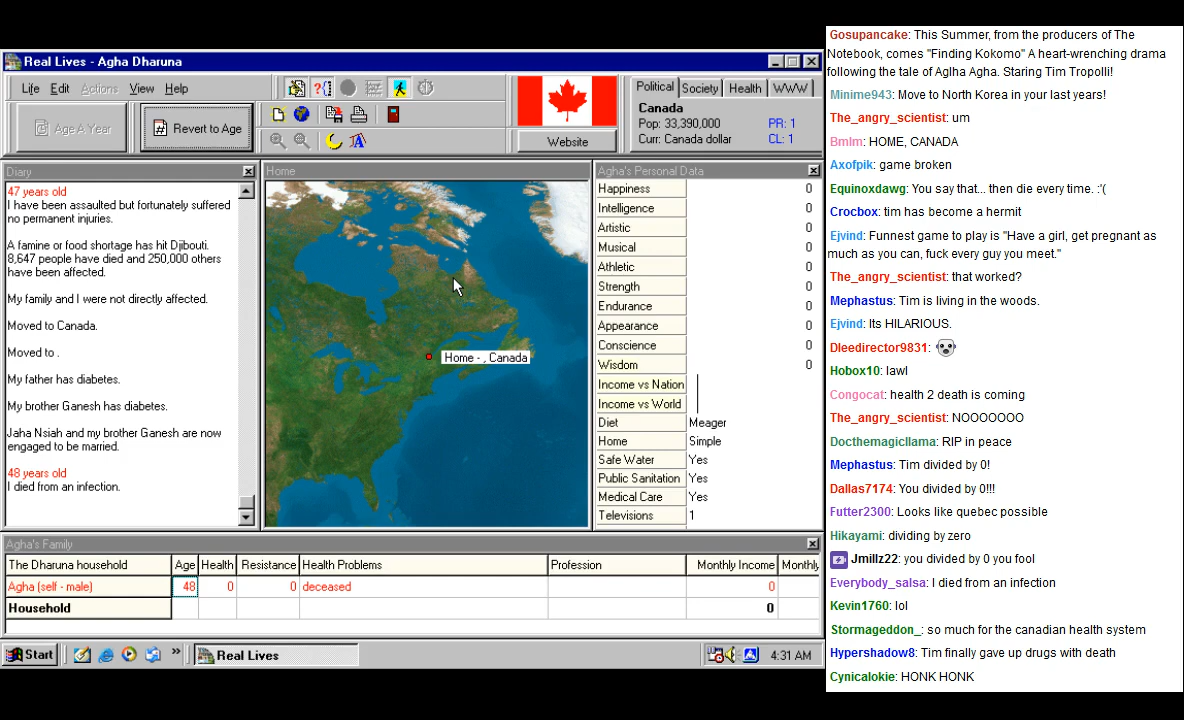 Real Lives - Agha Dharuna
Life Edit Actions View Help
Age A Year
Revert to Age
Website
Political Society Health WWW
Canada
Pop: 33,390,000 PR: 1
Curr: Canada dollar CL: 1
Diary
47 years old
I have been assaulted but fortunately suffered
no permanent injuries.
A famine or food shortage has hit Djibouti.
8,647 people have died and 250,000 others
have been affected.
My family and I were not directly affected.
Moved to Canada.
Moved to .
My father has diabetes.
My brother Ganesh has diabetes.
Jaha Nsiah and my brother Ganesh are now
engaged to be married.
48 years old
I died from an infection.
Home
Home - , Canada
Agha's Personal Data
Happiness 0
Intelligence 0
Artistic 0
Musical 0
Athletic 0
Strength 0
Endurance 0
Appearance 0
Conscience 0
Wisdom 0
Income vs Nation
Income vs World
Diet Meager
Home Simple
Safe Water Yes
Public Sanitation Yes
Medical Care Yes
Televisions 1
Agha's Family
The Dharuna household Age Health Resistance Health Problems Profession Monthly Income Monthly
Agha (self - male) 48 0 0 deceased 0
Household 0
Start Real Lives 4:31 AM
Gosupancake: This Summer, from the producers of The
Notebook, comes "Finding Kokomo" A heart-wrenching drama
following the tale of Aglha Agha. Staring Tim Tropolli!
Minime943: Move to North Korea in your last years!
The_angry_scientist: um
Bmlm: HOME, CANADA
Axofpik: game broken
Equinoxdawg: You say that... then die every time. :'(
Crocbox: tim has become a hermit
Ejvind: Funnest game to play is "Have a girl, get pregnant as
much as you can, fuck every guy you meet."
The_angry_scientist: that worked?
Mephastus: Tim is living in the woods.
Ejvind: Its HILARIOUS.
Dleedirector9831:
Hobox10: lawl
Congocat: health 2 death is coming
The_angry_scientist: NOOOOOOO
Docthemagicllama: RIP in peace
Mephastus: Tim divided by 0!
Dallas7174: You divided by 0!!!
Futter2300: Looks like quebec possible
Hikayami: dividing by zero
Jmillz22: you divided by 0 you fool
Everybody_salsa: I died from an infection
Kevin1760: lol
Stormageddon_: so much for the canadian health system
Hypershadow8: Tim finally gave up drugs with death
Cynicalokie: HONK HONK